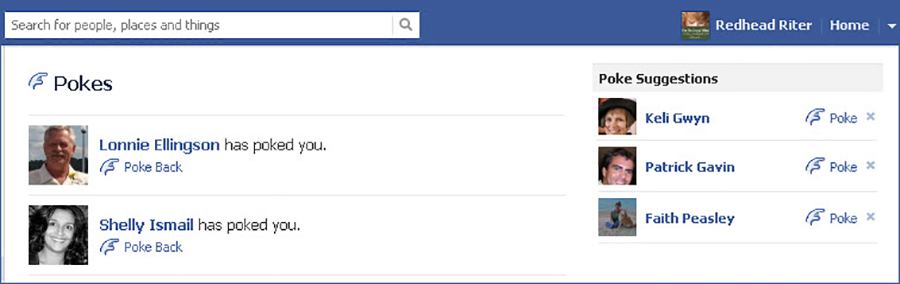 Search for people, places and things
Redhead Riter Home
Pokes
Lonnie Ellingson has poked you.
Poke Back
Shelly Ismail has poked you.
Poke Back
Poke Suggestions
Keli Gwyn Poke ×
Patrick Gavin Poke ×
Faith Peasley Poke ×